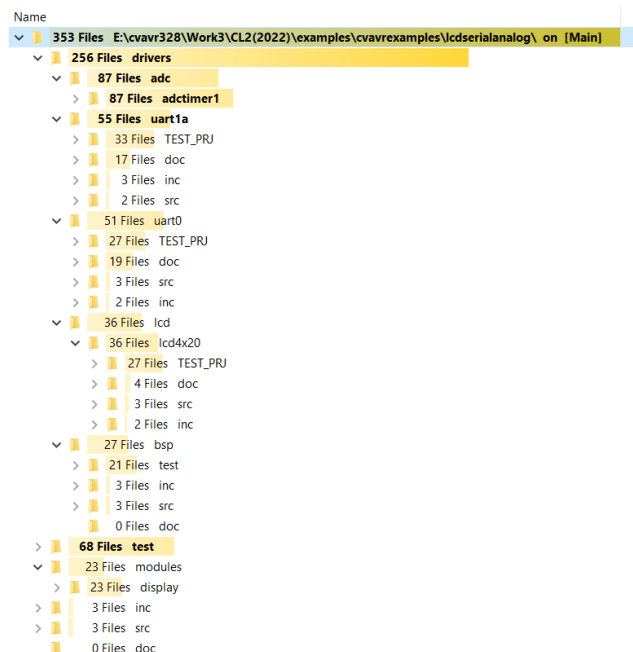 Name
353 Files E:\cvavr328\Work3\CL2(2022)\examples\cvavrexamples\lcdserialanalog\ on [Main]
256 Files drivers
87 Files adc
87 Files adctimer1
55 Files uart1a
33 Files TEST_PRJ
17 Files doc
3 Files inc
2 Files src
51 Files uart0
27 Files TEST_PRJ
19 Files doc
3 Files src
2 Files inc
36 Files lcd
36 Files lcd4x20
27 Files TEST_PRJ
4 Files doc
3 Files src
2 Files inc
27 Files bsp
21 Files test
3 Files inc
3 Files src
0 Files doc
68 Files test
23 Files modules
23 Files display
3 Files inc
3 Files src
0 Files doc